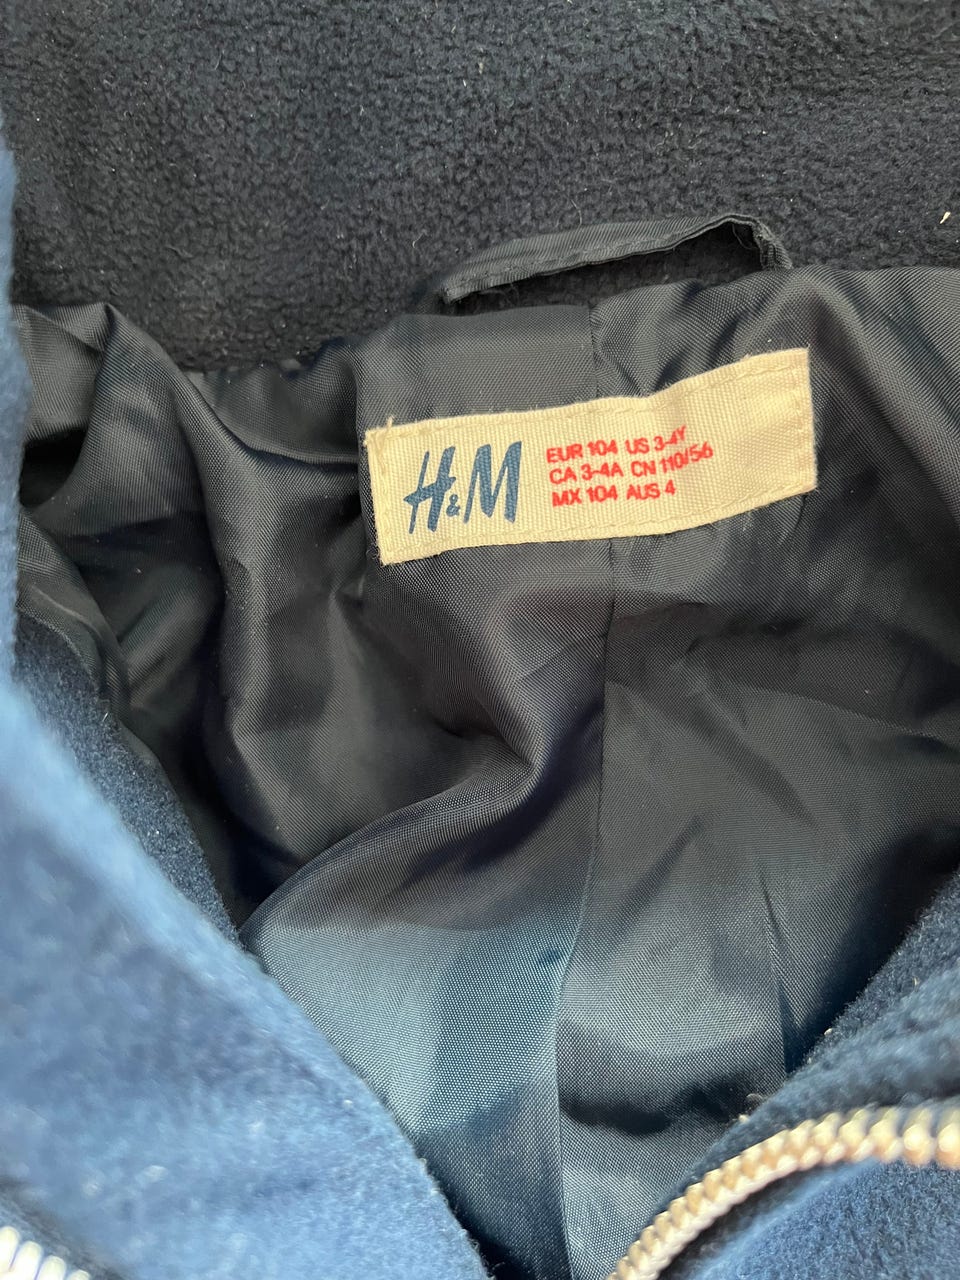 H&M
EUR 104 US 3-4Y
CA 3-4A CN 110/56
MX 104 AUS 4